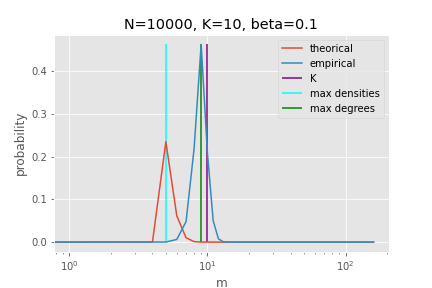 N=10000, K=10, beta=0.1
theorical
empirical
K
max densities
max degrees
probability
0.4
0.3
0.2
0.1
0.0
10⁰
10¹
10²
m